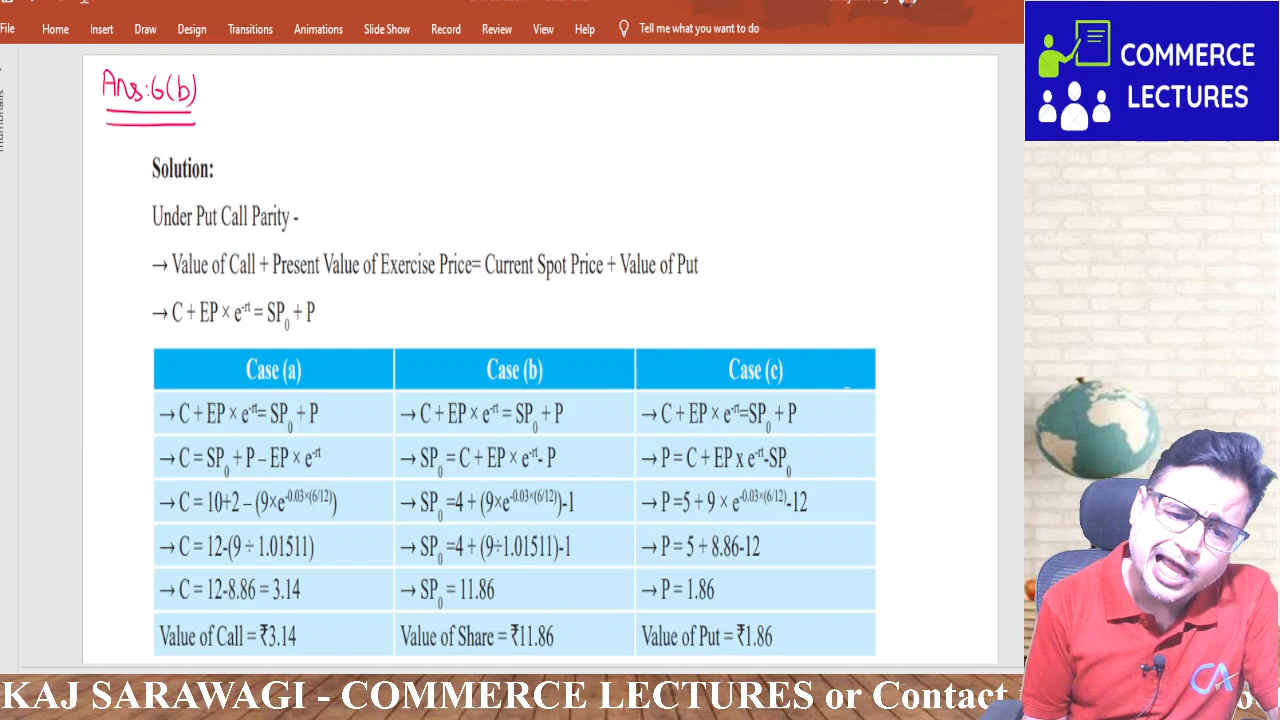 File Home Insert Draw Design Transitions Animations Slide Show Record Review View Help Tell me what you want to do
COMMERCE
LECTURES
Ans:6(b)
Solution:
Under Put Call Parity -
→ Value of Call + Present Value of Exercise Price= Current Spot Price + Value of Put
→ C + EP × e^-rt = SP₀ + P
Case (a) Case (b) Case (c)
→ C + EP × e^-rt= SP₀ + P → C + EP × e^-rt = SP₀ + P → C + EP × e^-rt=SP₀ + P
→ C = SP₀ + P – EP × e^-rt → SP₀ = C + EP × e^-rt- P → P = C + EP x e^-rt-SP₀
→ C = 10+2 – (9×e^-0.03×(6/12)) → SP₀ =4 + (9×e^-0.03×(6/12))-1 → P =5 + 9 × e^-0.03×(6/12)-12
→ C = 12-(9 ÷ 1.01511) → SP₀ =4 + (9÷1.01511)-1 → P = 5 + 8.86-12
→ C = 12-8.86 = 3.14 → SP₀ = 11.86 → P = 1.86
Value of Call = ₹3.14 Value of Share = ₹11.86 Value of Put = ₹1.86
CA
KAJ SARAWAGI - COMMERCE LECTURES or Contact